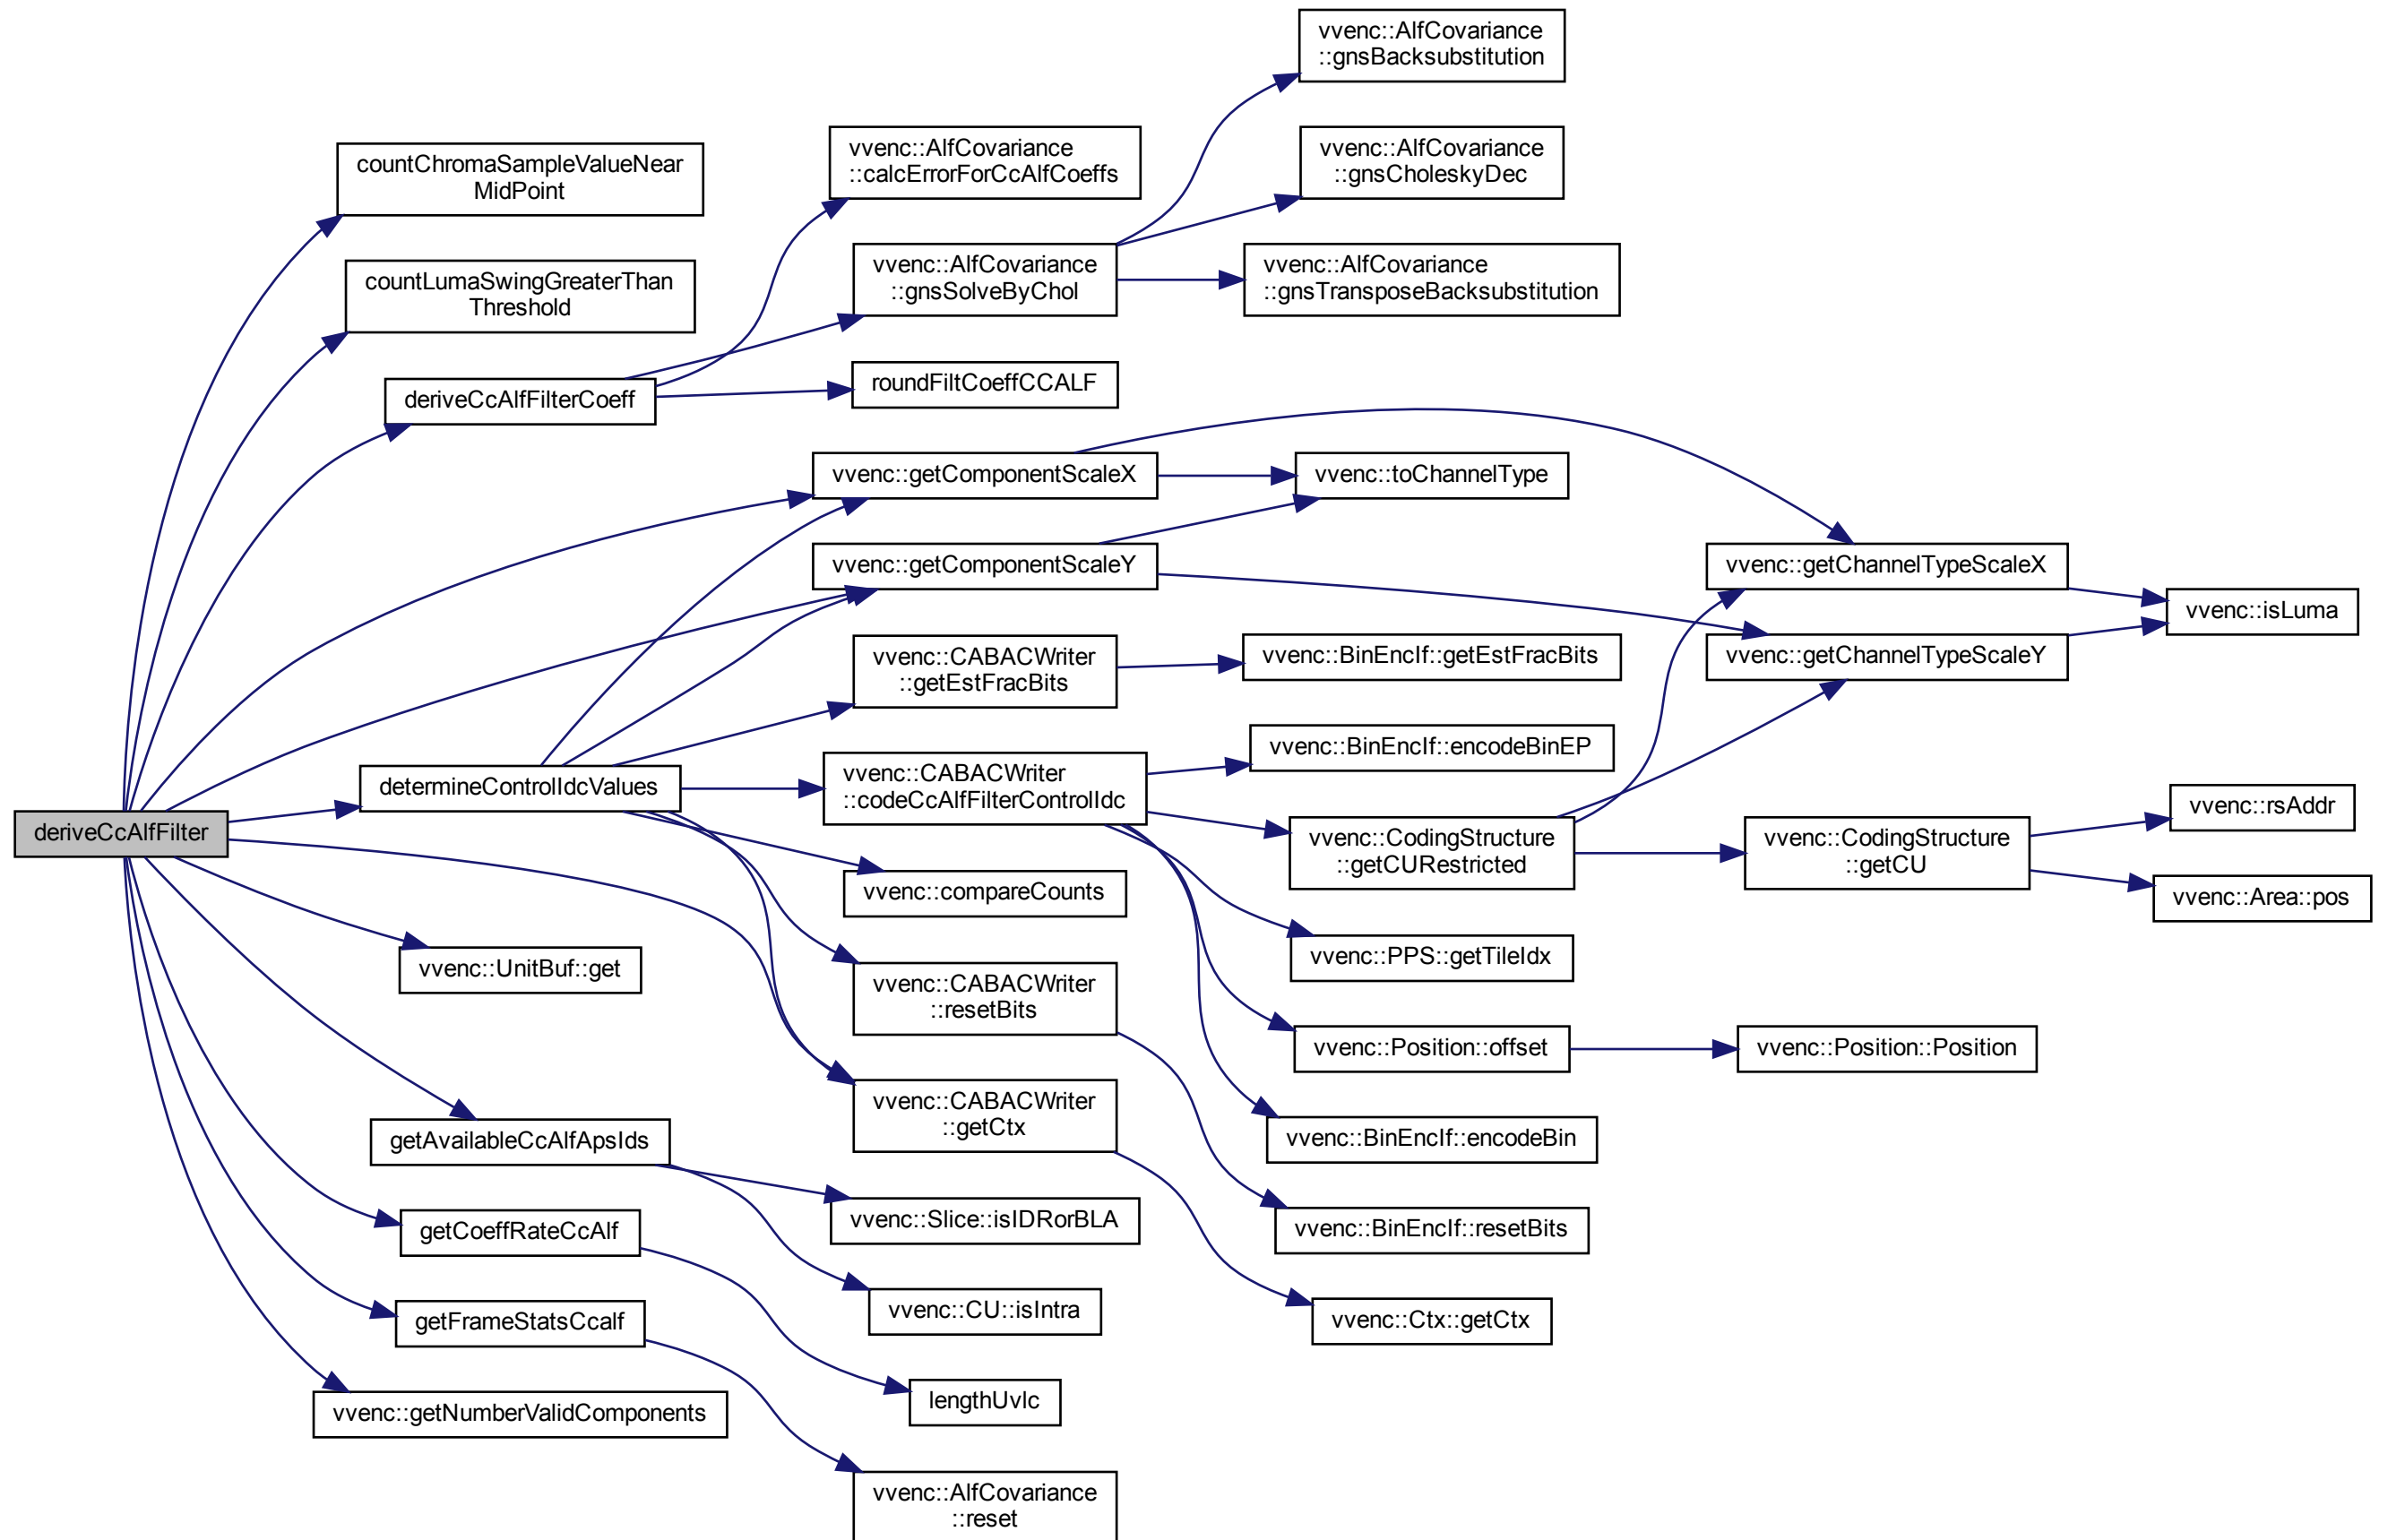 vvenc::AlfCovariance
::gnsBacksubstitution
countChromaSampleValueNear
MidPoint
vvenc::AlfCovariance
::calcErrorForCcAlfCoeffs
vvenc::AlfCovariance
::gnsCholeskyDec
countLumaSwingGreaterThan
Threshold
vvenc::AlfCovariance
::gnsSolveByChol
vvenc::AlfCovariance
::gnsTransposeBacksubstitution
deriveCcAlfFilterCoeff
roundFiltCoeffCCALF
vvenc::getComponentScaleX
vvenc::toChannelType
vvenc::getComponentScaleY
vvenc::getChannelTypeScaleX
vvenc::isLuma
vvenc::getChannelTypeScaleY
vvenc::CABACWriter
::getEstFracBits
vvenc::BinEncIf::getEstFracBits
vvenc::BinEncIf::encodeBinEP
determineControlIdcValues
vvenc::CABACWriter
::codeCcAlfFilterControlIdc
deriveCcAlfFilter
vvenc::CodingStructure
::getCURestricted
vvenc::CodingStructure
::getCU
vvenc::rsAddr
vvenc::Area::pos
vvenc::compareCounts
vvenc::UnitBuf::get
vvenc::PPS::getTileIdx
vvenc::CABACWriter
::resetBits
vvenc::Position::offset
vvenc::Position::Position
vvenc::CABACWriter
::getCtx
getAvailableCcAlfApsIds
vvenc::BinEncIf::encodeBin
vvenc::Slice::isIDRorBLA
getCoeffRateCcAlf
vvenc::BinEncIf::resetBits
vvenc::CU::isIntra
getFrameStatsCcalf
vvenc::Ctx::getCtx
lengthUvlc
vvenc::getNumberValidComponents
vvenc::AlfCovariance
::reset